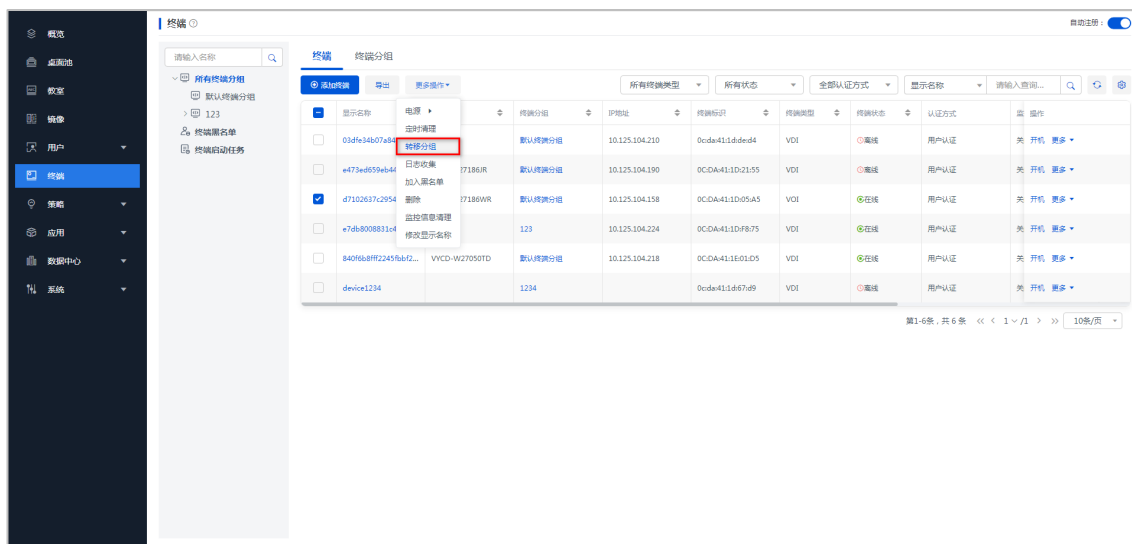 概览
桌面池
教室
镜像
用户
终端
策略
应用
数据中心
系统
终端
自助注册：
请输入名称
所有终端分组
默认终端分组
123
终端黑名单
终端启动任务
终端 终端分组
添加终端 导出 更多操作
所有终端类型 所有状态 全部认证方式 显示名称 请输入查询...
电源
定时清理
转移分组
日志收集
加入黑名单
删除
监控信息清理
修改显示名称
显示名称 终端分组 IP地址 终端标识 终端类型 终端状态 认证方式 监 操作
03dfe34b07a84 默认终端分组 10.125.104.210 0c:da:41:1d:de:d4 VDI 离线 用户认证 关 开机 更多
e473ed659eb44 27186JR 默认终端分组 10.125.104.190 0C:DA:41:1D:21:55 VDI 离线 用户认证 关 开机 更多
d7102637c2954 27186WR 默认终端分组 10.125.104.158 0C:DA:41:1D:05:A5 VOI 在线 用户认证 关 开机 更多
e7db8008831c4 123 10.125.104.224 0C:DA:41:1D:F8:75 VDI 在线 用户认证 关 开机 更多
840f6b8fff2245fbbf2... VYCD-W27050TD 默认终端分组 10.125.104.218 0C:DA:41:1E:01:D5 VDI 在线 用户认证 关 开机 更多
device1234 1234 0c:da:41:1d:67:d9 VDI 离线 用户认证 关 开机 更多
第1-6条，共 6 条 1 /1 10条/页